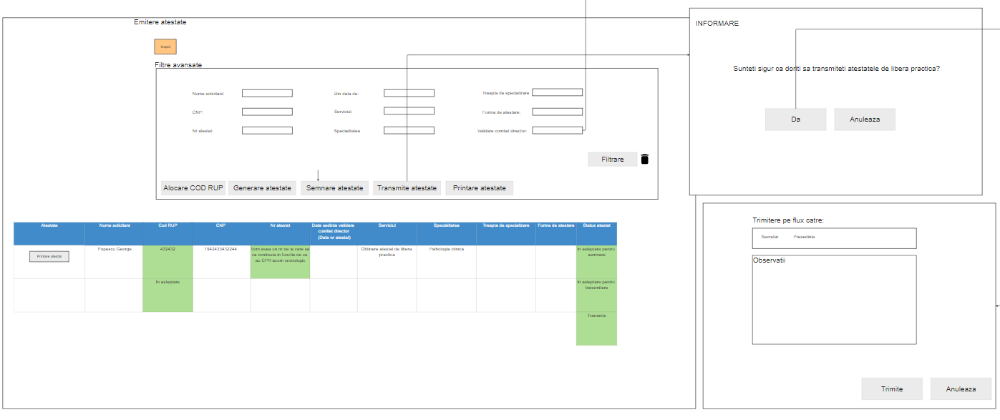 Emitere atestate
Inapoi
Filtre avansate
Nume solicitant:
Din data de:
Treapta de specializare:
CNP:
Serviciul:
Forma de atestare:
Nr atestat:
Specialitatea
Validare comitet director:
Filtrare
Alocare COD RUP
Generare atestate
Semnare atestate
Transmite atestate
Printare atestate
Atestate
Nume solicitant
Cod RUP
CNP
Nr atestat
Data sedinta validare
comitet director
(Data nr atestat)
Serviciul
Specialitatea
Treapta de specializare
Forma de atestare
Status atestat
Printare atestat
Popescu George
432432
1942433432244
Vom avea un nr de la care se
va continuia in functie de ce
au CPR acum cronologic
Obtinere atestat de libera
practica
Psihologie clinica
In asteptare pentru
semnare
In asteptare
In asteptare pentru
transmitere
Transmis
INFORMARE
Sunteti sigur ca doriti sa transmiteti atestatele de libera practica?
Da
Anuleaza
Trimitere pe flux catre:
Secretar
Presedinte
Observatii
Trimite
Anuleaza